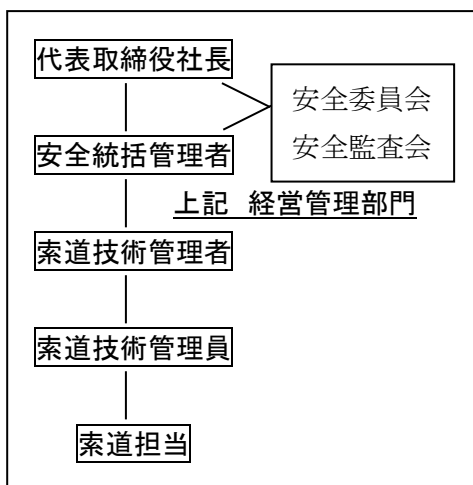 代表取締役社長
安全委員会
安全監査会
安全統括管理者
上記　経営管理部門
索道技術管理者
索道技術管理員
索道担当